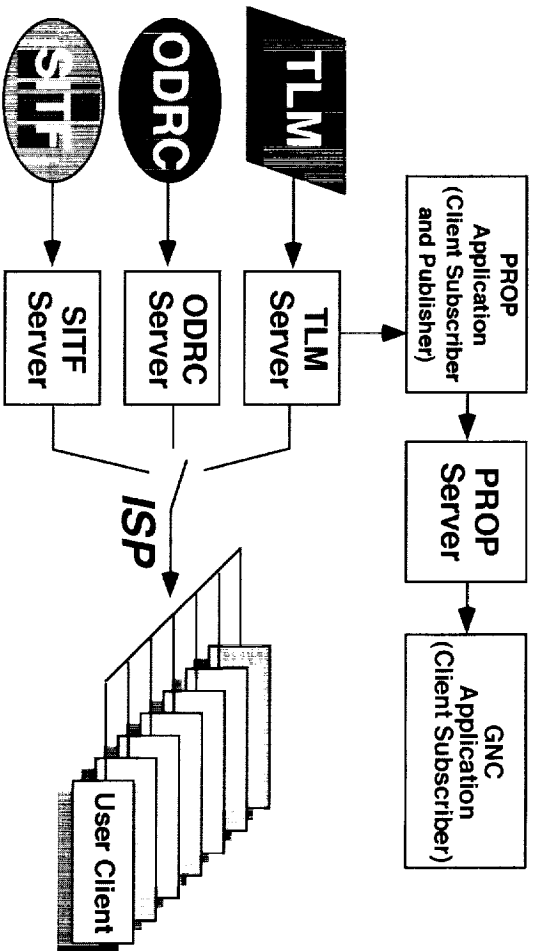 PROP
Application
(Client Subscriber
and Publisher)
PROP
Server
GNC
Application
(Client Subscriber)
TLM
TLM
Server
ODRC
ODRC
Server
SITF
SITF
Server
ISP
User Client